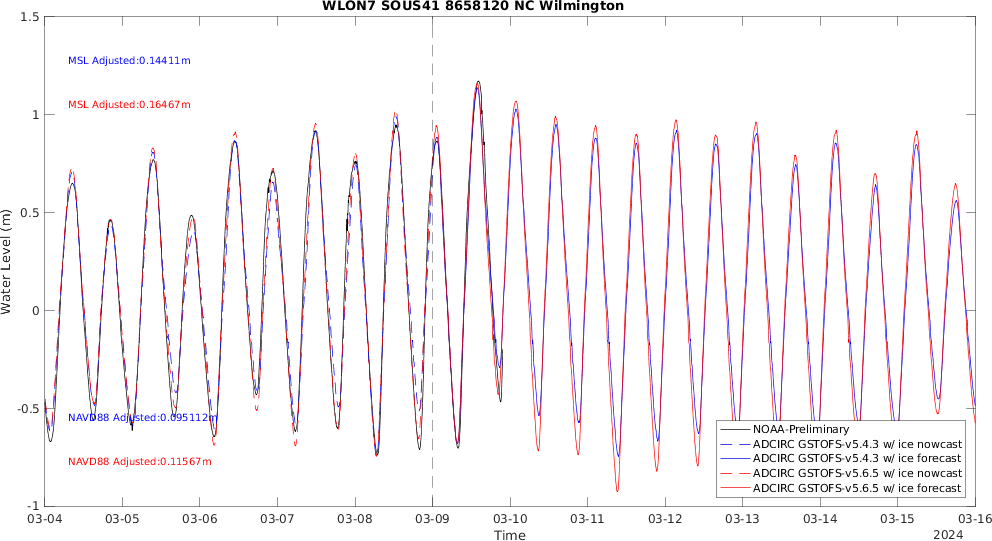 WLON7 SOUS41 8658120 NC Wilmington
1.5
1
0.5
0
-0.5
-1
Water Level (m)
MSL Adjusted:0.14411m
MSL Adjusted:0.16467m
NAVD88 Adjusted:0.095112m
NAVD88 Adjusted:0.11567m
NOAA-Preliminary
ADCIRC GSTOFS-v5.4.3 w/ ice nowcast
ADCIRC GSTOFS-v5.4.3 w/ ice forecast
ADCIRC GSTOFS-v5.6.5 w/ ice nowcast
ADCIRC GSTOFS-v5.6.5 w/ ice forecast
03-04 03-05 03-06 03-07 03-08 03-09 03-10 03-11 03-12 03-13 03-14 03-15 03-16
Time
2024